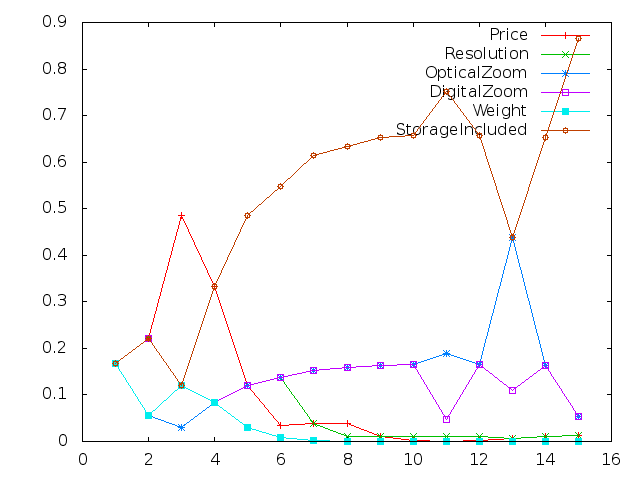 0.9
0.8
0.7
0.6
0.5
0.4
0.3
0.2
0.1
0
0 2 4 6 8 10 12 14 16
Price
Resolution
OpticalZoom
DigitalZoom
Weight
StorageIncluded